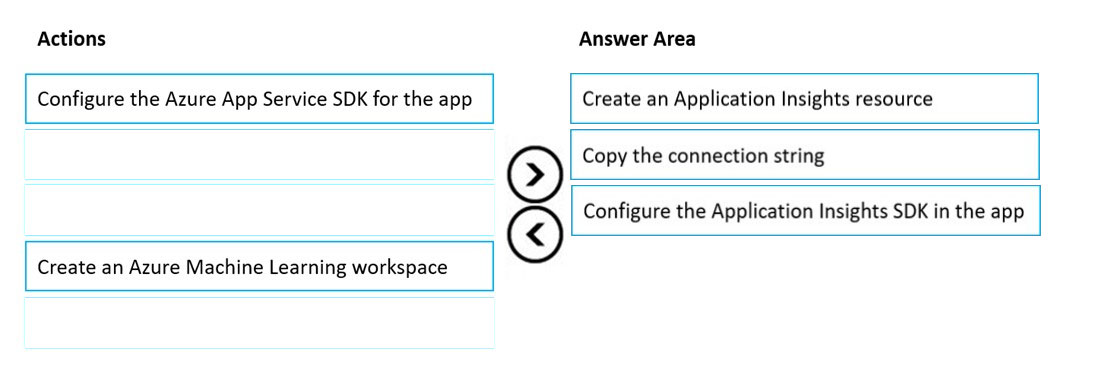 Actions
Configure the Azure App Service SDK for the app
Create an Azure Machine Learning workspace
Answer Area
Create an Application Insights resource
Copy the connection string
Configure the Application Insights SDK in the app